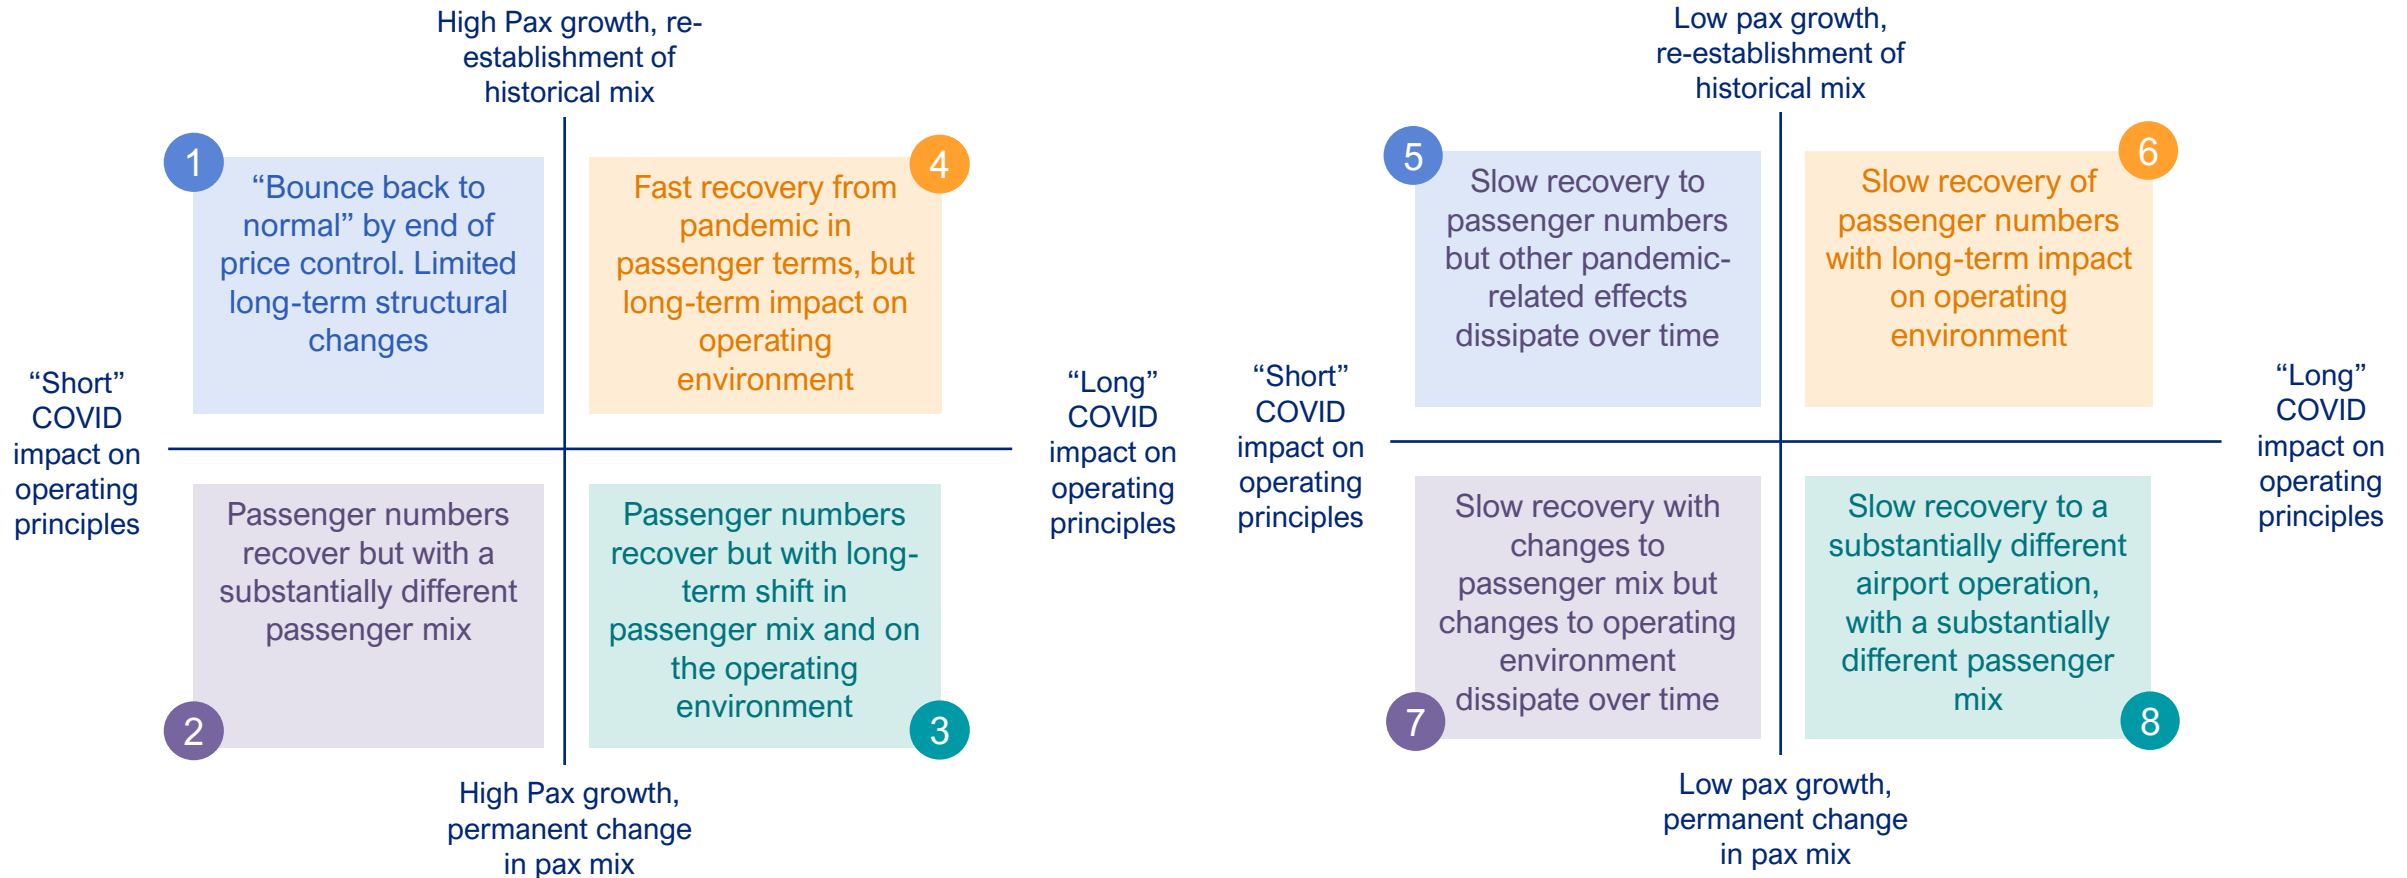 High Pax growth, re-
establishment of
historical mix
1
“Bounce back to
normal” by end of
price control. Limited
long-term structural
changes
4
Fast recovery from
pandemic in
passenger terms, but
long-term impact on
operating
environment
“Short”
COVID
impact on
operating
principles
“Long”
COVID
impact on
operating
principles
2
Passenger numbers
recover but with a
substantially different
passenger mix
3
Passenger numbers
recover but with long-
term shift in
passenger mix and on
the operating
environment
High Pax growth,
permanent change
in pax mix
Low pax growth,
re-establishment of
historical mix
5
Slow recovery to
passenger numbers
but other pandemic-
related effects
dissipate over time
6
Slow recovery of
passenger numbers
with long-term impact
on operating
environment
“Short”
COVID
impact on
operating
principles
“Long”
COVID
impact on
operating
principles
7
Slow recovery with
changes to
passenger mix but
changes to operating
environment
dissipate over time
8
Slow recovery to a
substantially different
airport operation,
with a substantially
different passenger
mix
Low pax growth,
permanent change
in pax mix